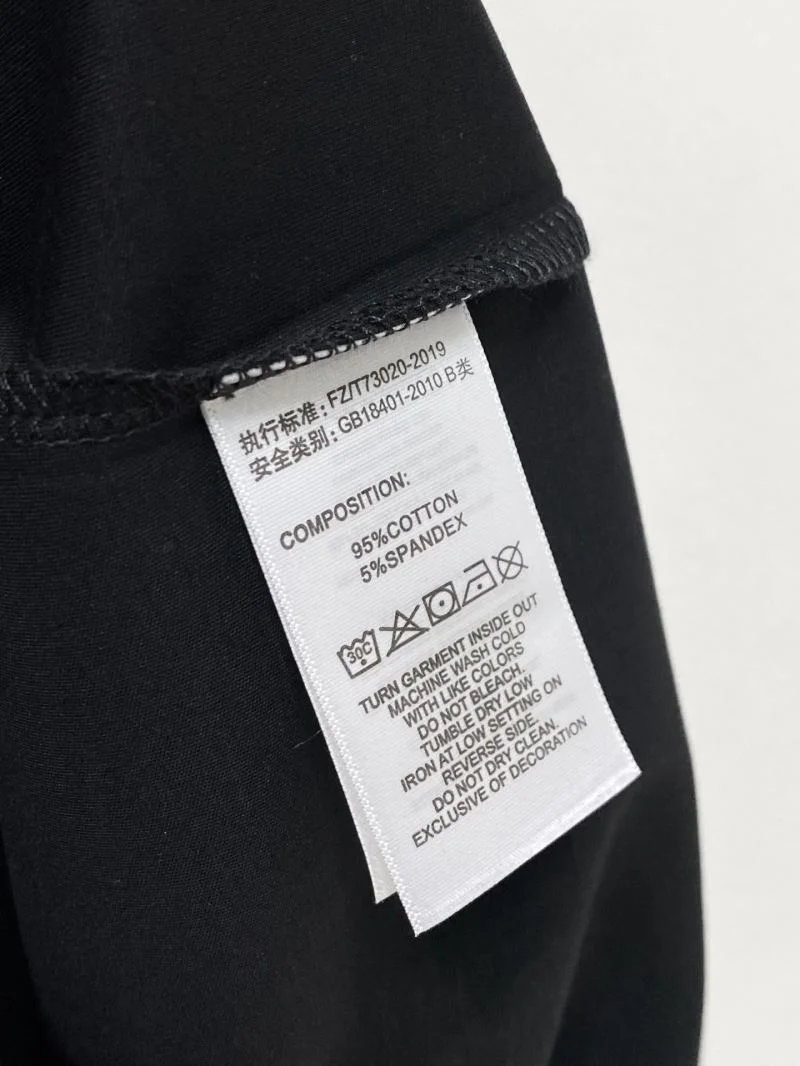 执行标准：FZ/T73020-2019
安全类别：GB18401-2010 B类
COMPOSITION:
95%COTTON
5%SPANDEX
30C
TURN GARMENT INSIDE OUT
MACHINE WASH COLD
WITH LIKE COLORS
DO NOT BLEACH.
TUMBLE DRY LOW
IRON AT LOW SETTING ON
REVERSE SIDE.
DO NOT DRY CLEAN.
EXCLUSIVE OF DECORATION